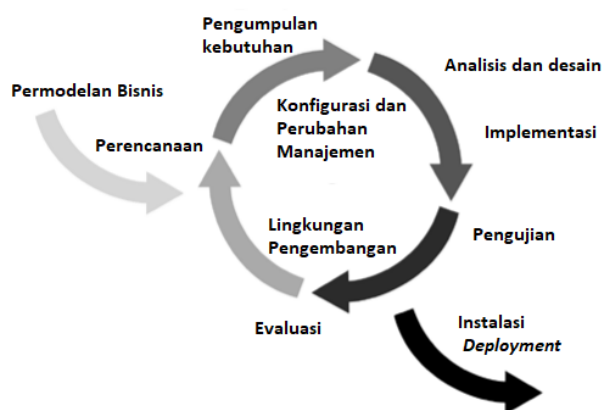 Pengumpulan
kebutuhan
Analisis dan desain
Permodelan Bisnis
Konfigurasi dan
Perubahan
Manajemen
Implementasi
Perencanaan
Lingkungan
Pengembangan
Pengujian
Evaluasi
Instalasi
Deployment